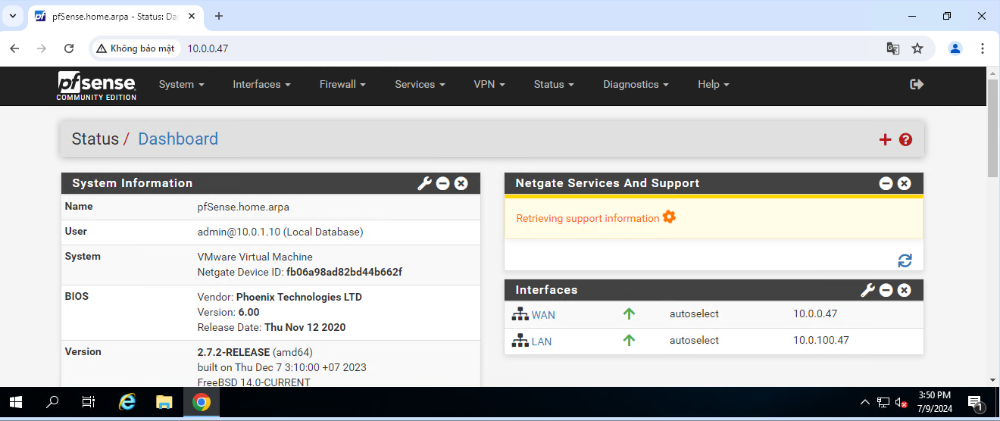 pfSense.home.arpa - Status: Da
Không bảo mật
10.0.0.47
pfsense
COMMUNITY EDITION
System
Interfaces
Firewall
Services
VPN
Status
Diagnostics
Help
Status / Dashboard
System Information
Name pfSense.home.arpa
User admin@10.0.1.10 (Local Database)
System VMware Virtual Machine
Netgate Device ID: fb06a98ad82bd44b662f
BIOS Vendor: Phoenix Technologies LTD
Version: 6.00
Release Date: Thu Nov 12 2020
Version 2.7.2-RELEASE (amd64)
built on Thu Dec 7 3:10:00 +07 2023
FreeBSD 14.0-CURRENT
Netgate Services And Support
Retrieving support information
Interfaces
WAN autoselect 10.0.0.47
LAN autoselect 10.0.100.47
3:50 PM
7/9/2024
1